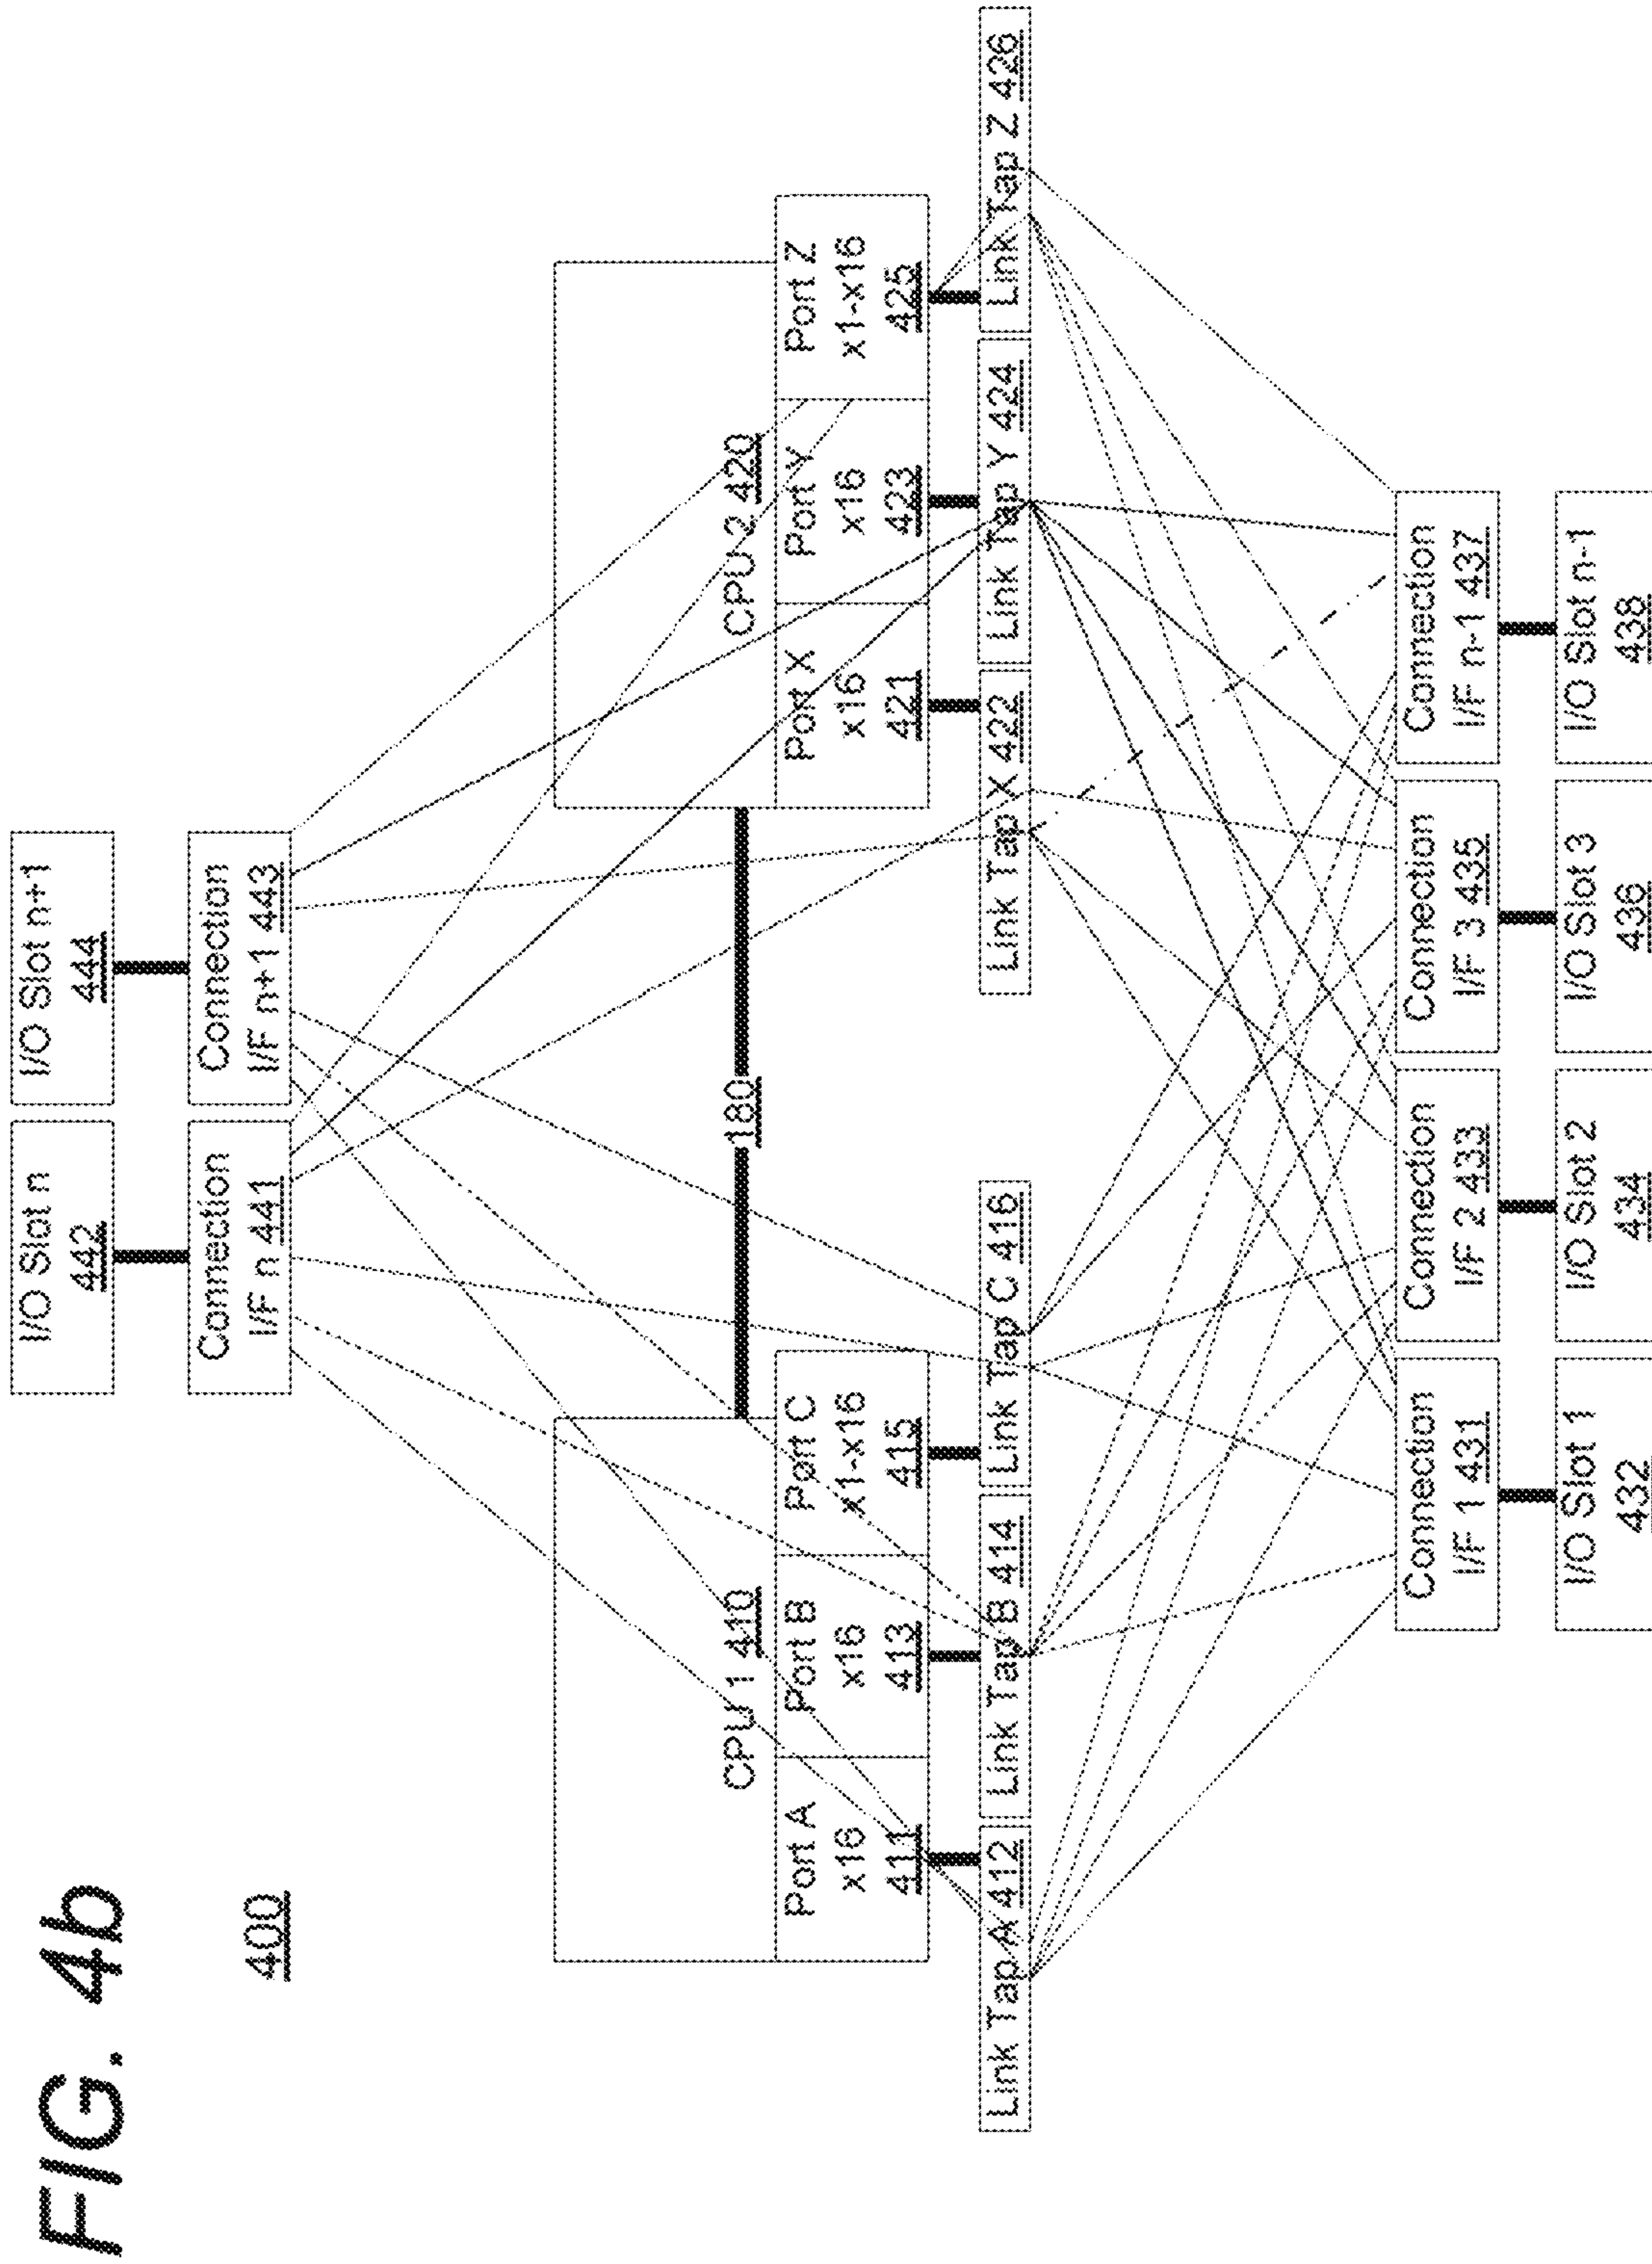 FIG. 4b
400
I/O Slot n
442
I/O Slot n+1
444
Connection
I/F n 441
Connection
I/F n+1 443
CPU 1 410
180
CPU 2 420
Port A
x16
411
Port B
x16
413
Port C
x1-x16
415
Port X
x16
421
Port Y
x16
423
Port Z
x1-x16
425
Link Tap A 412
Link Tap B 414
Link Tap C 416
Link Tap X 422
Link Tap Y 424
Link Tap Z 426
Connection
I/F 1 431
Connection
I/F 2 433
Connection
I/F 3 435
Connection
I/F n-1 437
I/O Slot 1
432
I/O Slot 2
434
I/O Slot 3
436
I/O Slot n-1
438